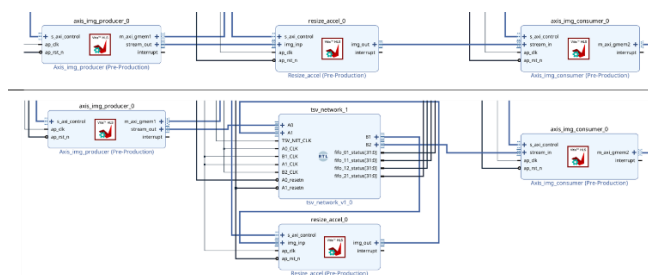 axis_img_producer_0
s_axi_control
ap_clk
ap_rst_n
m_axi_gmem1
stream_out
interrupt
Axis_img_producer (Pre-Production)
resize_accel_0
s_axi_control
img_inp
ap_clk
ap_rst_n
img_out
interrupt
Resize_accel (Pre-Production)
axis_img_consumer_0
s_axi_control
stream_in
ap_clk
ap_rst_n
m_axi_gmem2
interrupt
Axis_img_consumer (Pre-Production)
axis_img_producer_0
s_axi_control
ap_clk
ap_rst_n
m_axi_gmem1
stream_out
interrupt
Axis_img_producer (Pre-Production)
tsv_network_1
A0
A1
A0_CLK
B1_CLK
A1_CLK
B2_CLK
A0_resetn
A1_resetn
RTL
B1
B2
fifo_01_status[31:0]
fifo_11_status[31:0]
fifo_12_status[31:0]
fifo_21_status[31:0]
tsv_network_v1_0
axis_img_consumer_0
s_axi_control
stream_in
ap_clk
ap_rst_n
m_axi_gmem2
interrupt
Axis_img_consumer (Pre-Production)
resize_accel_0
s_axi_control
img_inp
ap_clk
ap_rst_n
img_out
interrupt
Resize_accel (Pre-Production)